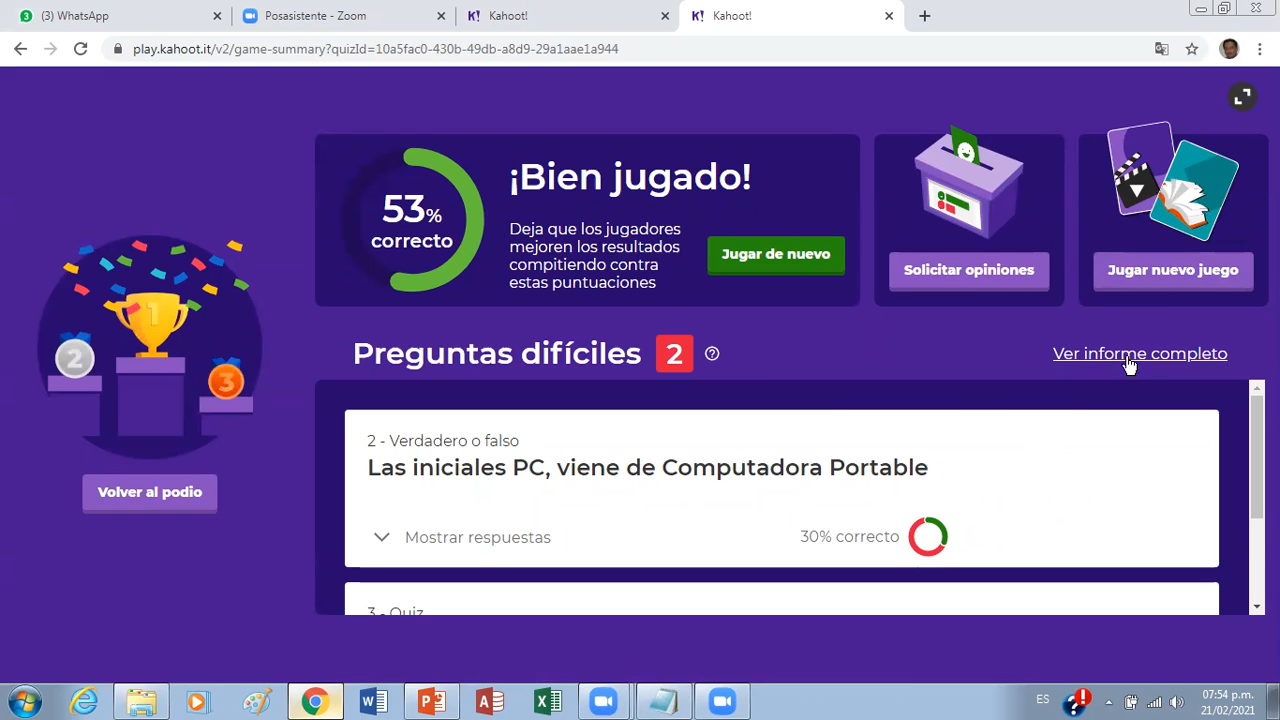 (3) WhatsApp
Posasistente - Zoom
Kahoot!
Kahoot!
play.kahoot.it/v2/game-summary?quizId=10a5fac0-430b-49db-a8d9-29a1aae1a944
53%
correcto
¡Bien jugado!
Deja que los jugadores
mejoren los resultados
compitiendo contra
estas puntuaciones
Jugar de nuevo
Solicitar opiniones
Jugar nuevo juego
1
2
3
Volver al podio
Preguntas difíciles 2
Ver informe completo
2 - Verdadero o falso
Las iniciales PC, viene de Computadora Portable
Mostrar respuestas
30% correcto
3 - Quiz
ES
07:54 p.m.
21/02/2021